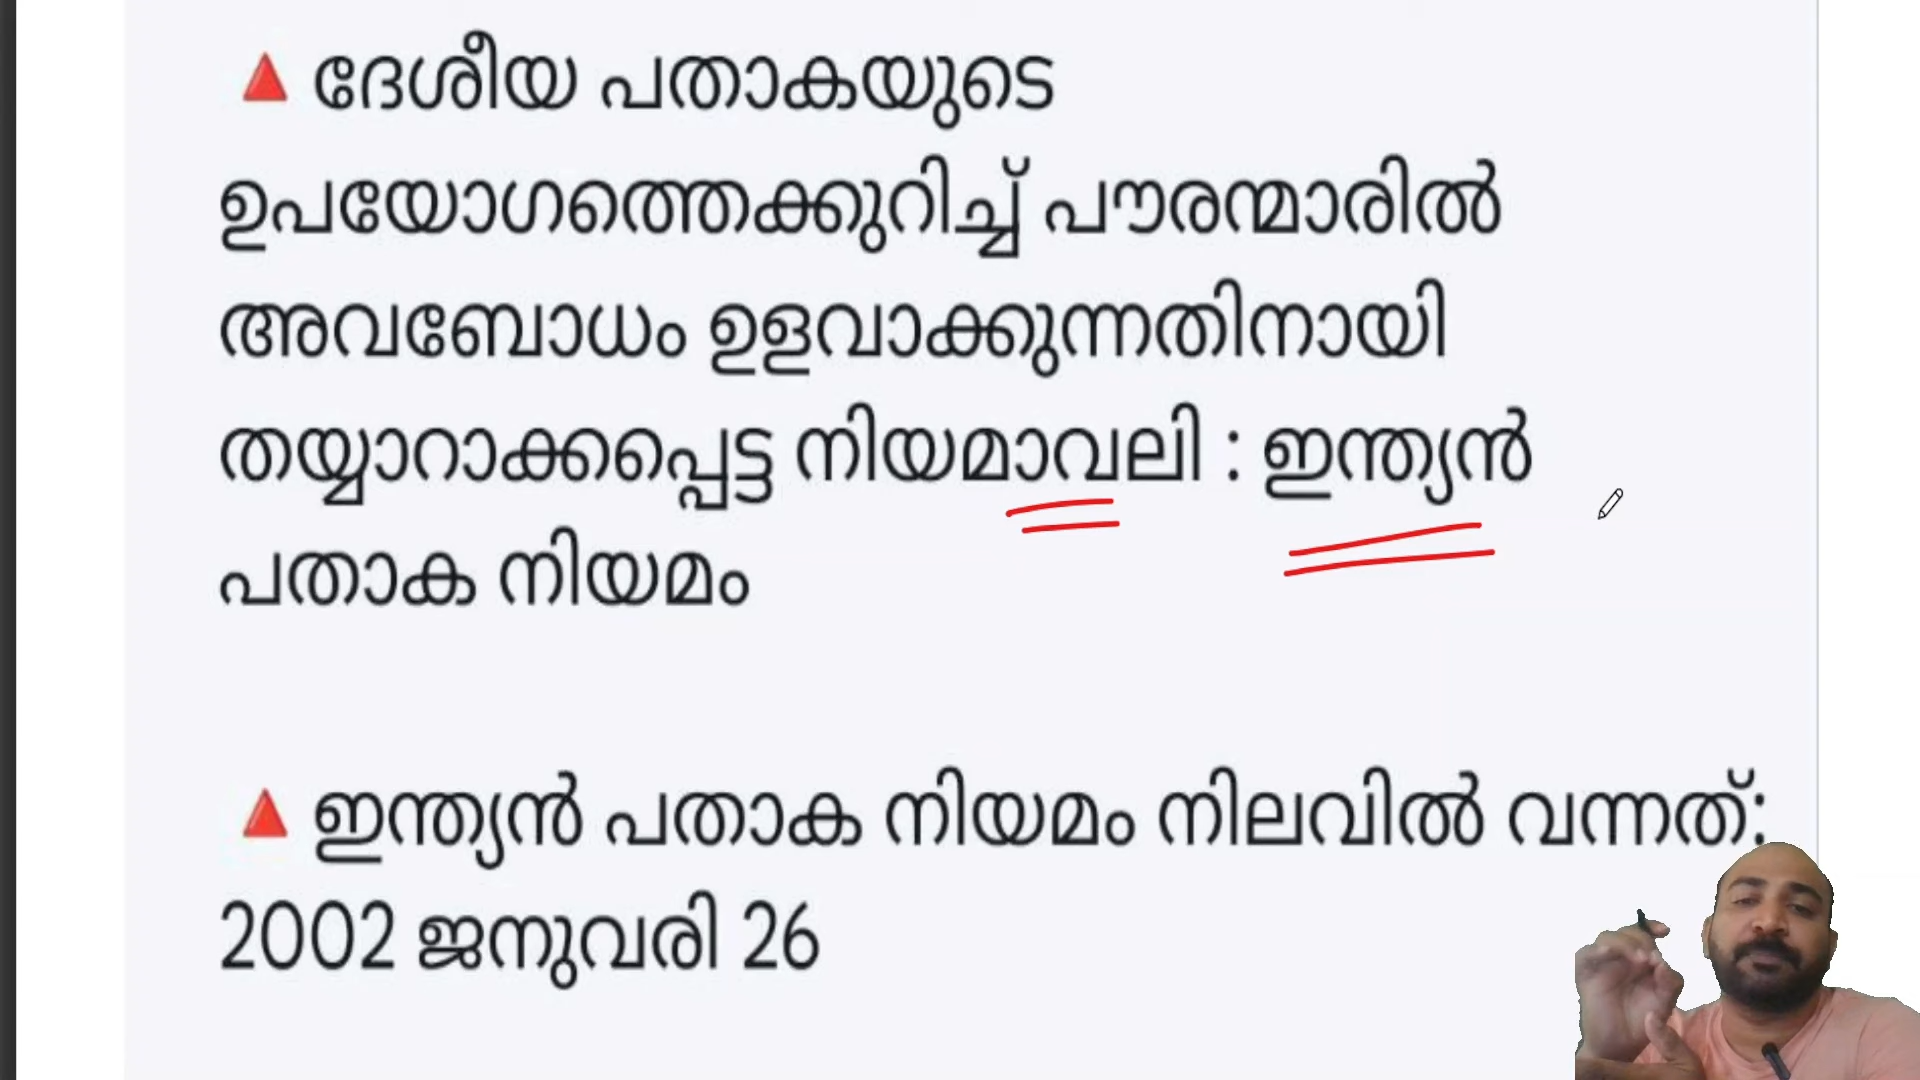 ദേശീയ പതാകയുടെ
ഉപയോഗത്തെക്കുറിച്ച് പൗരന്മാരിൽ
അവബോധം ഉളവാക്കുന്നതിനായി
തയ്യാറാക്കപ്പെട്ട നിയമാവലി : ഇന്ത്യൻ
പതാക നിയമം
ഇന്ത്യൻ പതാക നിയമം നിലവിൽ വന്നത്:
2002 ജനുവരി 26